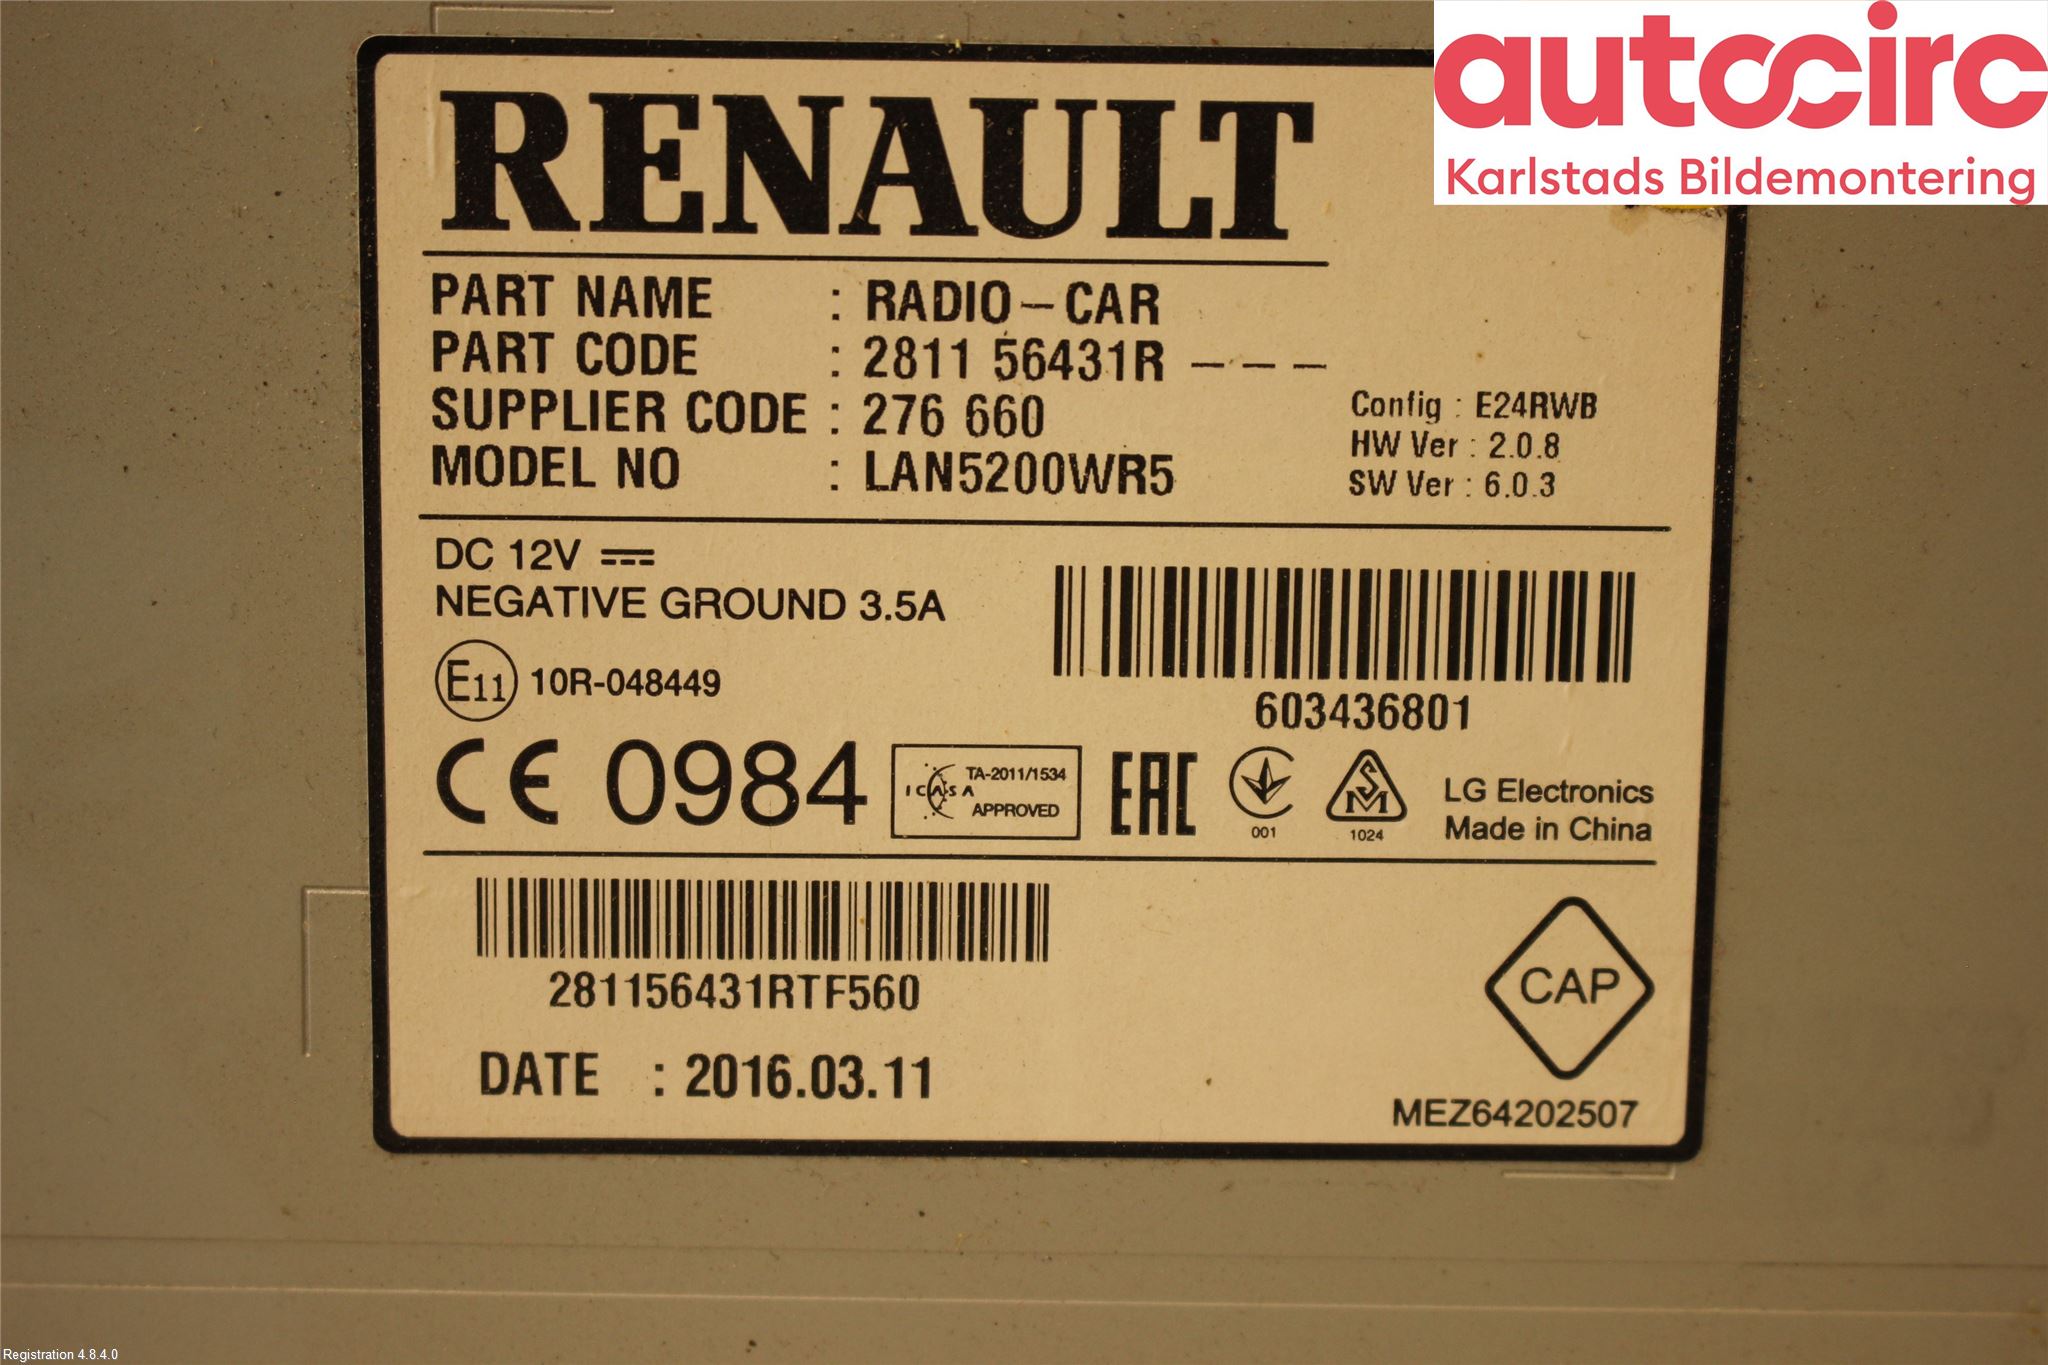 autocirc
Karlstads Bildemontering
RENAULT
PART NAME : RADIO-CAR
PART CODE : 2811 56431R ---
SUPPLIER CODE : 276 660
MODEL NO : LAN5200WR5
Config : E24RWB
HW Ver : 2.0.8
SW Ver : 6.0.3
DC 12V
NEGATIVE GROUND 3.5A
E11 10R-048449
603436801
CE 0984
ICASA
TA-2011/1534
APPROVED
EAC
001
SM
1024
LG Electronics
Made in China
281156431RTF560
DATE : 2016.03.11
CAP
MEZ64202507
Registration 4.8.4.0